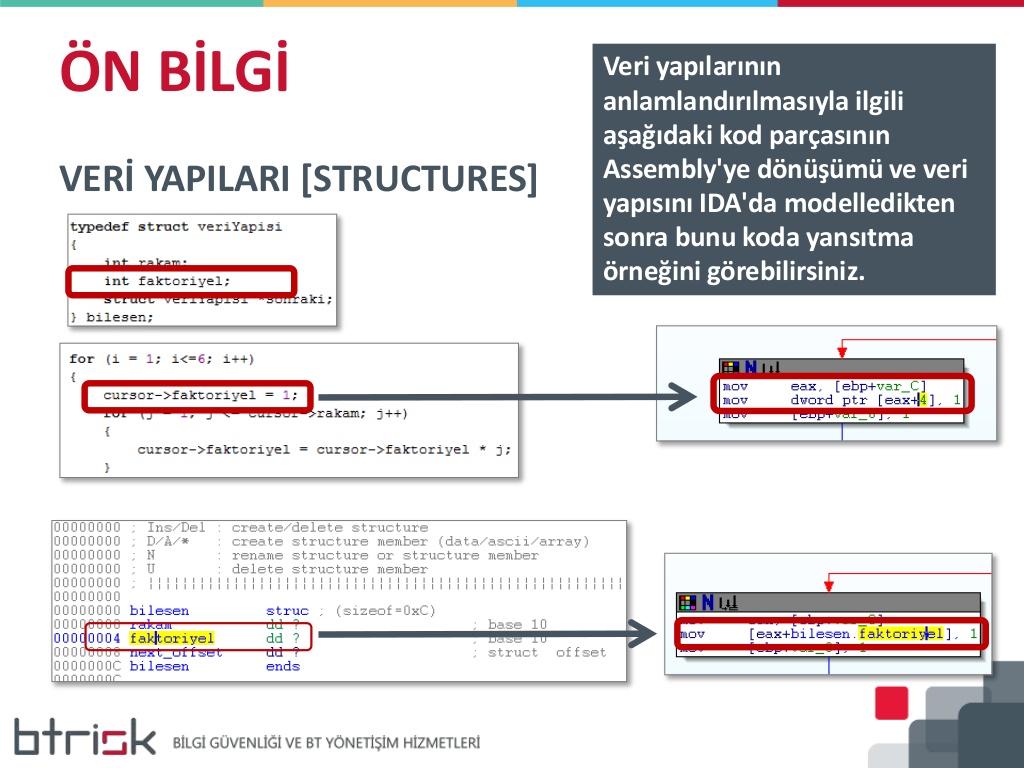 ÖN BİLGİ
Veri yapılarının
anlamlandırılmasıyla ilgili
aşağıdaki kod parçasının
Assembly'ye dönüşümü ve veri
yapısını IDA'da modelledikten
sonra bunu koda yansıtma
örneğini görebilirsiniz.
VERİ YAPILARI [STRUCTURES]
typedef struct veriYapisi
{
int rakam;
int faktoriyel;
struct veriYapisi *sonraki;
} bilesen;
for (i = 1; i<=6; i++)
{
cursor->faktoriyel = 1;
for (j = 1; j <= cursor->rakam; j++)
{
cursor->faktoriyel = cursor->faktoriyel * j;
}
mov eax, [ebp+var_C]
mov dword ptr [eax+4], 1
mov [ebp+var_8], 1
00000000 ; Ins/Del : create/delete structure
00000000 ; D/A/* : create structure member (data/ascii/array)
00000000 ; N : rename structure or structure member
00000000 ; U : delete structure member
00000000 ;
00000000
00000000 bilesen struc ; (sizeof=0xC)
00000000 rakam dd ? ; base 10
00000004 faktoriyel dd ? ; base 10
00000008 next_offset dd ? ; struct offset
0000000C bilesen ends
0000000C
mov [eax+bilesen.faktoriyel], 1
mov [ebp+var_8], 1
btrisk BİLGİ GÜVENLİĞİ VE BT YÖNETİŞİM HİZMETLERİ